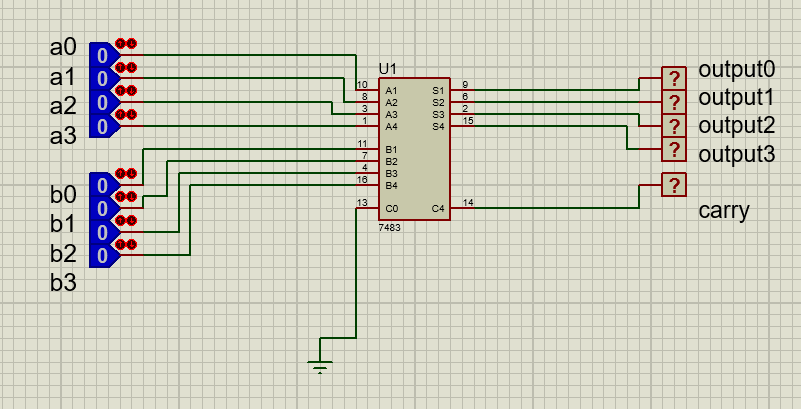 a0
a1
a2
a3
0
0
0
0
b0
b1
b2
b3
0
0
0
0
U1
10 A1 S1 9
8 A2 S2 6
3 A3 S3 2
1 A4 S4 15
11 B1
7 B2
4 B3
16 B4
13 C0 C4 14
7483
? output0
? output1
? output2
? output3
? carry